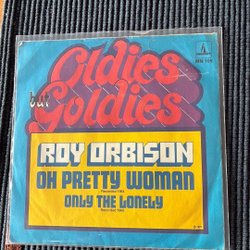 Oldies
but
Goldies
ROY ORBISON
OH PRETTY WOMAN
ONLY THE LONELY